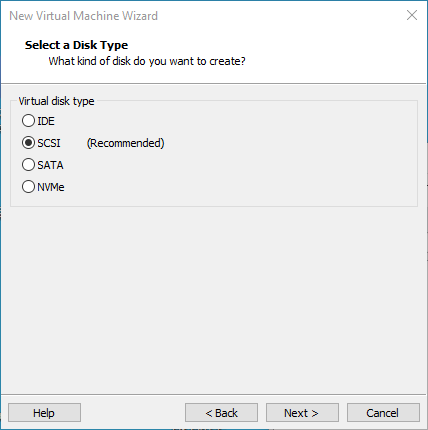 New Virtual Machine Wizard
Select a Disk Type
What kind of disk do you want to create?
Virtual disk type
IDE
SCSI (Recommended)
SATA
NVMe
Help < Back Next > Cancel